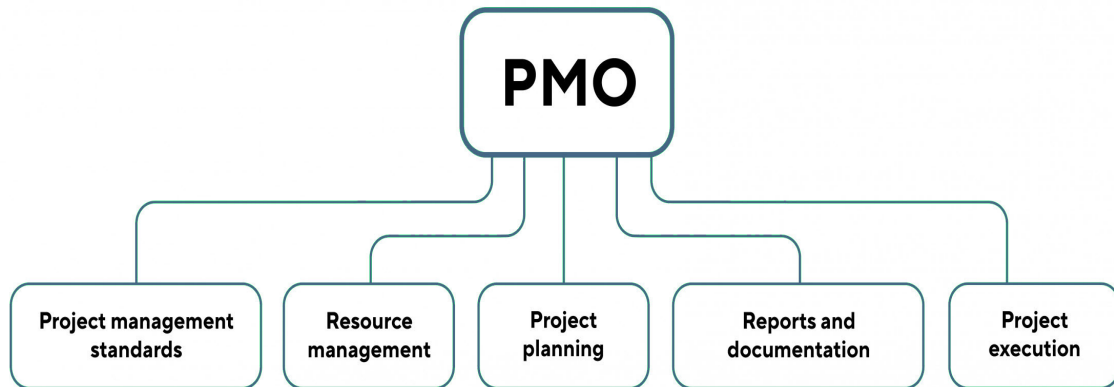 PMO
Project management
standards
Resource
management
Project
planning
Reports and
documentation
Project
execution